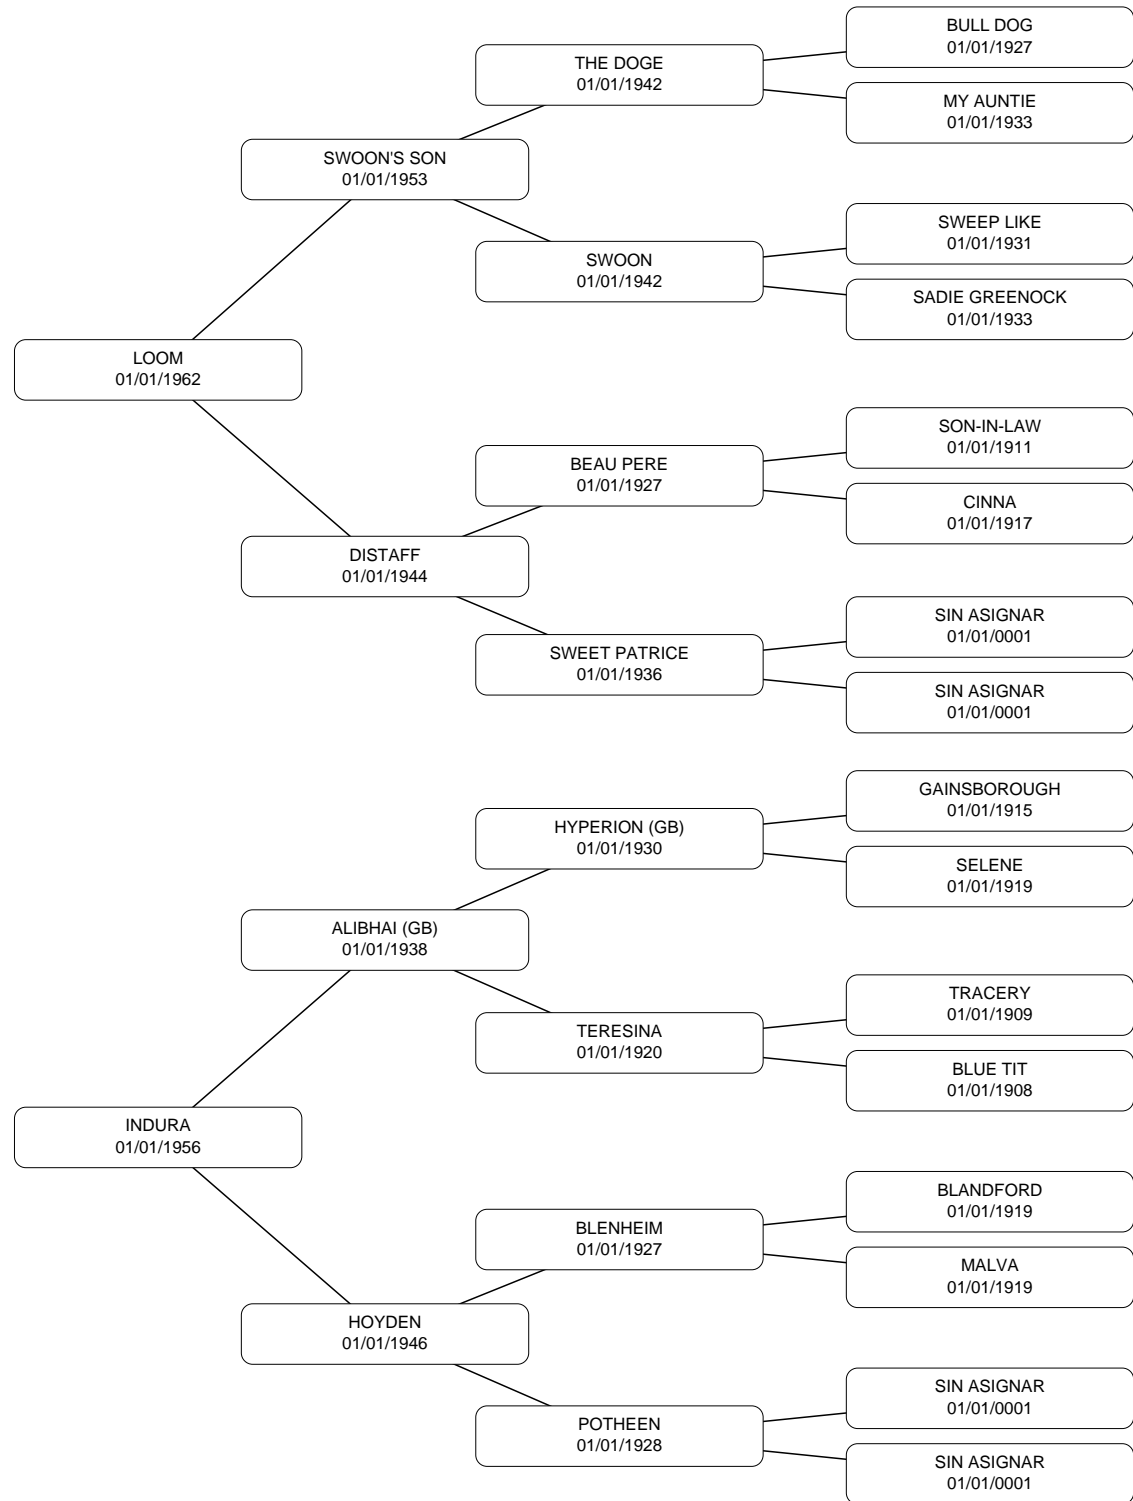 BULL DOG
01/01/1927
THE DOGE
01/01/1942
MY AUNTIE
01/01/1933
SWOON'S SON
01/01/1953
SWEEP LIKE
01/01/1931
SWOON
01/01/1942
SADIE GREENOCK
01/01/1933
LOOM
01/01/1962
SON-IN-LAW
01/01/1911
BEAU PERE
01/01/1927
CINNA
01/01/1917
DISTAFF
01/01/1944
SIN ASIGNAR
01/01/0001
SWEET PATRICE
01/01/1936
SIN ASIGNAR
01/01/0001
GAINSBOROUGH
01/01/1915
HYPERION (GB)
01/01/1930
SELENE
01/01/1919
ALIBHAI (GB)
01/01/1938
TRACERY
01/01/1909
TERESINA
01/01/1920
BLUE TIT
01/01/1908
INDURA
01/01/1956
BLANDFORD
01/01/1919
BLENHEIM
01/01/1927
MALVA
01/01/1919
HOYDEN
01/01/1946
SIN ASIGNAR
01/01/0001
POTHEEN
01/01/1928
SIN ASIGNAR
01/01/0001